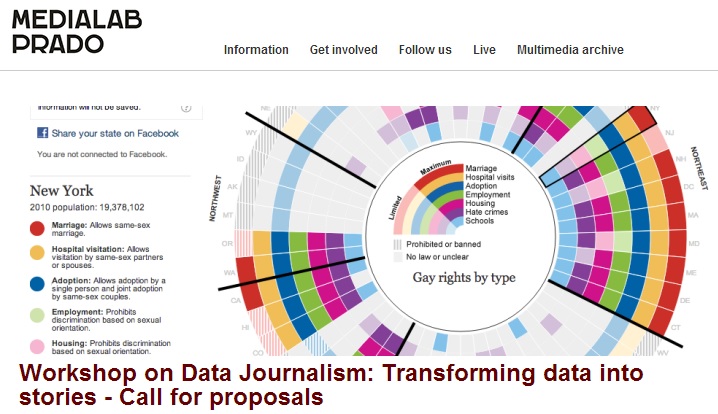 MEDIALAB
PRADO
Information Get involved Follow us Live Multimedia archive
information will not be saved.
Share your state on Facebook
You are not connected to Facebook.
New York
2010 population: 19,378,102
Marriage: Allows same-sex
marriage.
Hospital visitation: Allows
visitation by same-sex partners
or spouses.
Adoption: Allows adoption by a
single person and joint adoption
by same-sex couples.
Employment: Prohibits
discrimination based on sexual
orientation.
Housing: Prohibits discrimination
based on sexual orientation.
NORTHWEST
NE
WY
ID
AK
MT
OR
WA
CA
HI
CO
Limited
Maximum
Marriage
Hospital visits
Adoption
Employment
Housing
Hate crimes
Schools
Prohibited or banned
No law or unclear
Gay rights by type
NORTHEAST
NY
NJ
NH
DC
MA
MD
ME
DE
CT
Workshop on Data Journalism: Transforming data into
stories - Call for proposals